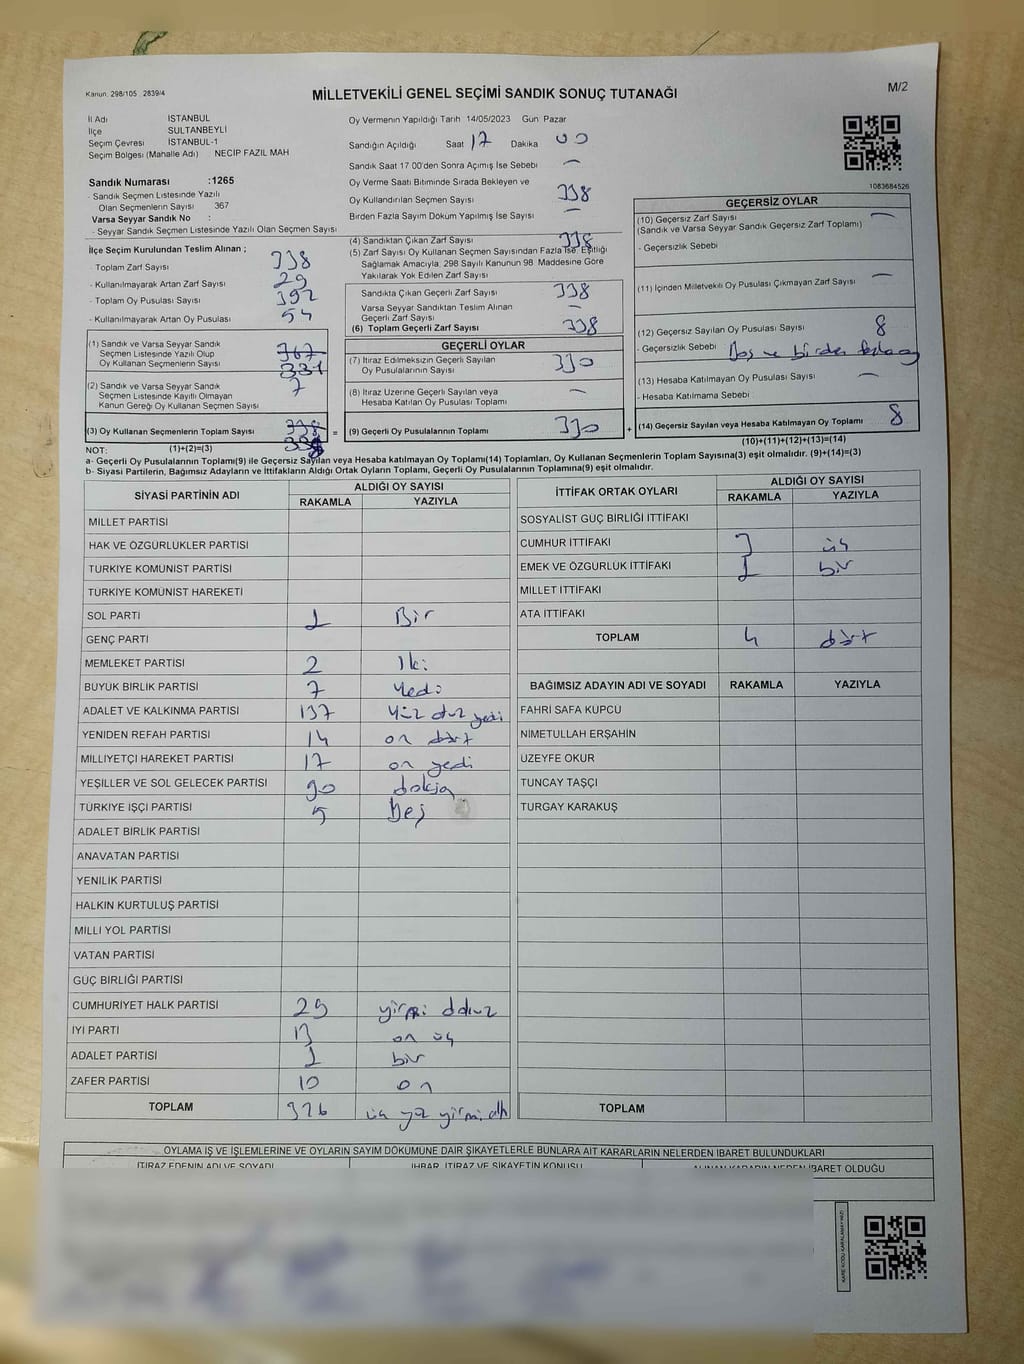 Kanun: 298/105 2839/4
MİLLETVEKİLİ GENEL SEÇİMİ SANDIK SONUÇ TUTANAĞI
M/2
İl Adı İSTANBUL
İlçe SULTANBEYLİ
Seçim Çevresi İSTANBUL-1
Seçim Bölgesi (Mahalle Adı) NECİP FAZIL MAH
Sandık Numarası :1265
- Sandık Seçmen Listesinde Yazılı
Olan Seçmenlerin Sayısı 367
Varsa Seyyar Sandık No :
- Seyyar Sandık Seçmen Listesinde Yazılı Olan Seçmen Sayısı
Oy Vermenin Yapıldığı Tarih 14/05/2023 Gün Pazar
Sandığın Açıldığı Saat 17 Dakika 00
Sandık Saat 17 00'den Sonra Açımış İse Sebebi —
Oy Verme Saati Bitiminde Sırada Bekleyen ve
Oy Kullandırılan Seçmen Sayısı 338
Birden Fazla Sayım Döküm Yapılmış İse Sayısı —
1083684526
İlçe Seçim Kurulundan Teslim Alınan ;
- Toplam Zarf Sayısı 338
- Kullanılmayarak Artan Zarf Sayısı 29
- Toplam Oy Pusulası Sayısı 392
- Kullanılmayarak Artan Oy Pusulası 54
(1) Sandık ve Varsa Seyyar Sandık
Seçmen Listesinde Yazılı Olup
Oy Kullanan Seçmenlerin Sayısı 367 331
(2) Sandık ve Varsa Seyyar Sandık
Seçmen Listesinde Kayıtlı Olmayan
Kanun Gereği Oy Kullanan Seçmen Sayısı 7
(3) Oy Kullanan Seçmenlerin Toplam Sayısı 338 338
(1)+(2)=(3)
(4) Sandıktan Çıkan Zarf Sayısı 338
(5) Zarf Sayısı Oy Kullanan Seçmen Sayısından Fazla İse, Eşitliği
Sağlamak Amacıyla, 298 Sayılı Kanunun 98 Maddesine Göre
Yakılarak Yok Edilen Zarf Sayısı
Sandıkta Çıkan Geçerli Zarf Sayısı 338
Varsa Seyyar Sandıktan Teslim Alınan
Geçerli Zarf Sayısı —
(6) Toplam Geçerli Zarf Sayısı 338
GEÇERLİ OYLAR
(7) İtiraz Edilmeksizin Geçerli Sayılan
Oy Pusulalarının Sayısı 330
(8) İtiraz Üzerine Geçerli Sayılan veya
Hesaba Katılan Oy Pusulası Toplamı —
= (9) Geçerli Oy Pusulalarının Toplamı 330
GEÇERSİZ OYLAR
(10) Geçersiz Zarf Sayısı —
(Sandık ve Varsa Seyyar Sandık Geçersiz Zarf Toplamı)
- Geçersizlik Sebebi
(11) İçinden Milletvekili Oy Pusulası Çıkmayan Zarf Sayısı —
(12) Geçersiz Sayılan Oy Pusulası Sayısı 8
- Geçersizlik Sebebi Boş ve birden fazla oy
(13) Hesaba Katılmayan Oy Pusulası Sayısı —
- Hesaba Katılmama Sebebi
+ (14) Geçersiz Sayılan veya Hesaba Katılmayan Oy Toplamı 8
(10)+(11)+(12)+(13)=(14)
NOT:
a- Geçerli Oy Pusulalarının Toplamı(9) ile Geçersiz Sayılan veya Hesaba katılmayan Oy Toplamı(14) Toplamları, Oy Kullanan Seçmenlerin Toplam Sayısına(3) eşit olmalıdır. (9)+(14)=(3)
b- Siyasi Partilerin, Bağımsız Adayların ve İttifakların Aldığı Ortak Oyların Toplamı, Geçerli Oy Pusulalarının Toplamına(9) eşit olmalıdır.
SİYASİ PARTİNİN ADI ALDIĞI OY SAYISI
RAKAMLA YAZIYLA
MİLLET PARTİSİ
HAK VE ÖZGÜRLÜKLER PARTİSİ
TÜRKİYE KOMÜNİST PARTİSİ
TÜRKİYE KOMÜNİST HAREKETİ
SOL PARTİ 1 Bir
GENÇ PARTİ
MEMLEKET PARTİSİ 2 İki
BÜYÜK BİRLİK PARTİSİ 7 Yedi
ADALET VE KALKINMA PARTİSİ 137 Yüz otuz yedi
YENİDEN REFAH PARTİSİ 14 on dört
MİLLİYETÇİ HAREKET PARTİSİ 17 on yedi
YEŞİLLER VE SOL GELECEK PARTİSİ 90 doksan
TÜRKİYE İŞÇİ PARTİSİ 5 Beş
ADALET BİRLİK PARTİSİ
ANAVATAN PARTİSİ
YENİLİK PARTİSİ
HALKIN KURTULUŞ PARTİSİ
MİLLİ YOL PARTİSİ
VATAN PARTİSİ
GÜÇ BİRLİĞİ PARTİSİ
CUMHURİYET HALK PARTİSİ 29 yirmi dokuz
İYİ PARTİ 13 on üç
ADALET PARTİSİ 1 bir
ZAFER PARTİSİ 10 on
TOPLAM 326 üç yüz yirmi altı
İTTİFAK ORTAK OYLARI ALDIĞI OY SAYISI
RAKAMLA YAZIYLA
SOSYALİST GÜÇ BİRLİĞİ İTTİFAKI
CUMHUR İTTİFAKI 3 üç
EMEK VE ÖZGÜRLÜK İTTİFAKI 1 bir
MİLLET İTTİFAKI
ATA İTTİFAKI
TOPLAM 4 dört
BAĞIMSIZ ADAYIN ADI VE SOYADI RAKAMLA YAZIYLA
FAHRİ SAFA KÜPCÜ
NİMETULLAH ERŞAHİN
ÜZEYFE OKUR
TUNCAY TAŞÇI
TURGAY KARAKUŞ
TOPLAM
OYLAMA İŞ VE İŞLEMLERİNE VE OYLARIN SAYIM DÖKÜMÜNE DAİR ŞİKAYETLERLE BUNLARA AİT KARARLARIN NELERDEN İBARET BULUNDUKLARI
İTİRAZ EDENİN ADI VE SOYADI İHBAR, İTİRAZ VE ŞİKAYETİN KONUSU ALINAN KARARIN NEDEN İBARET OLDUĞU
KARE KODU KARALAMAYINIZ!